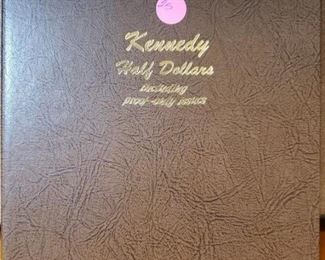 Kennedy
Half Dollars
including
proof-only issues